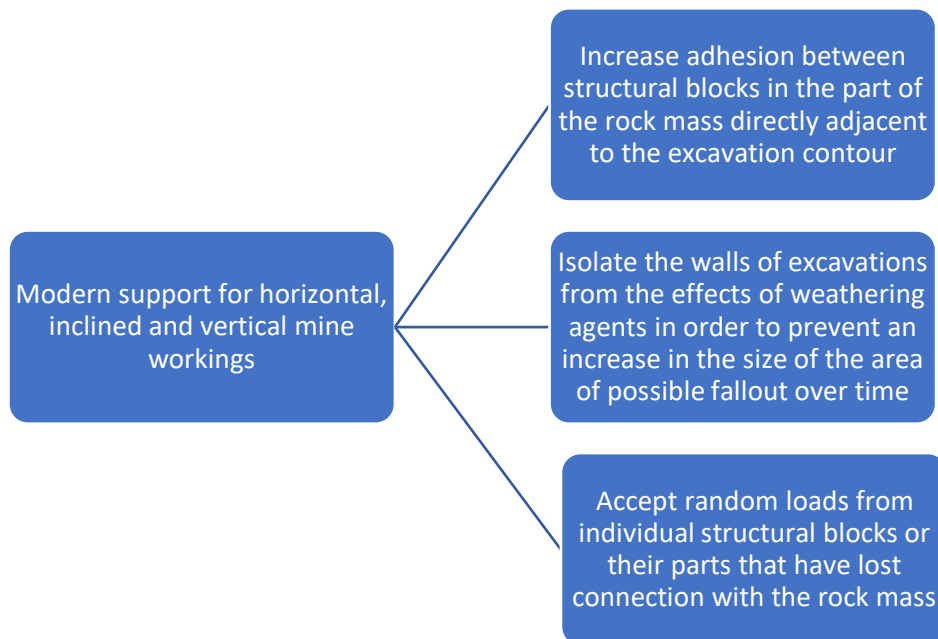 Increase adhesion between
structural blocks in the part of
the rock mass directly adjacent
to the excavation contour
Modern support for horizontal,
inclined and vertical mine
workings
Isolate the walls of excavations
from the effects of weathering
agents in order to prevent an
increase in the size of the area
of possible fallout over time
Accept random loads from
individual structural blocks or
their parts that have lost
connection with the rock mass